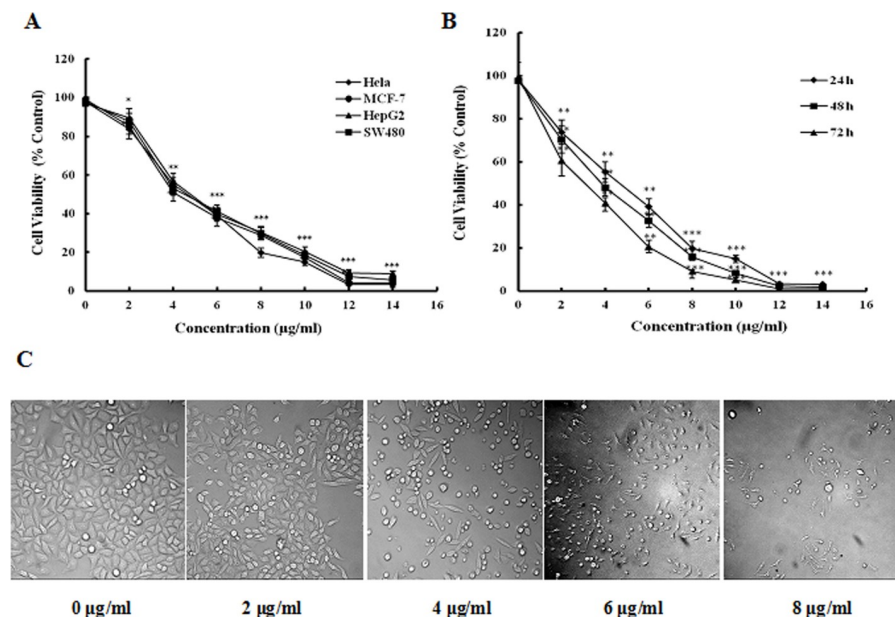 A
120
100
80
60
40
20
0
0 2 4 6 8 10 12 14 16
Cell Viability (% Control)
Concentration (µg/ml)
Hela
MCF-7
HepG2
SW480
*
**
***
***
***
***
***
B
120
100
80
60
40
20
0
0 2 4 6 8 10 12 14 16
Cell Viability (% Control)
Concentration (µg/ml)
24 h
48 h
72 h
**
**
**
***
***
***
***
**
***
***
C
0 µg/ml
2 µg/ml
4 µg/ml
6 µg/ml
8 µg/ml